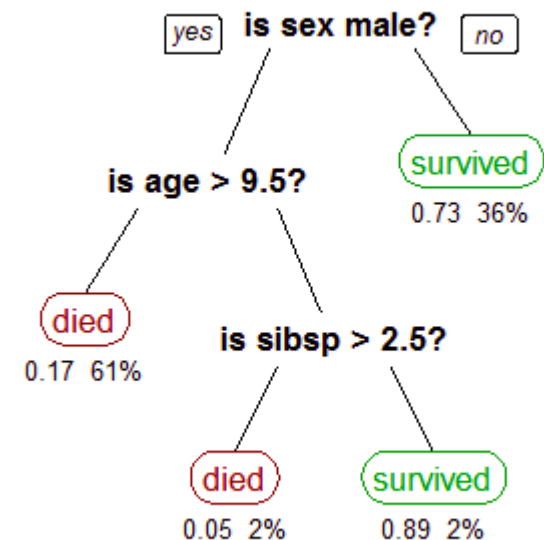 yes is sex male? no
survived
0.73 36%
is age > 9.5?
died
0.17 61%
is sibsp > 2.5?
died survived
0.05 2% 0.89 2%